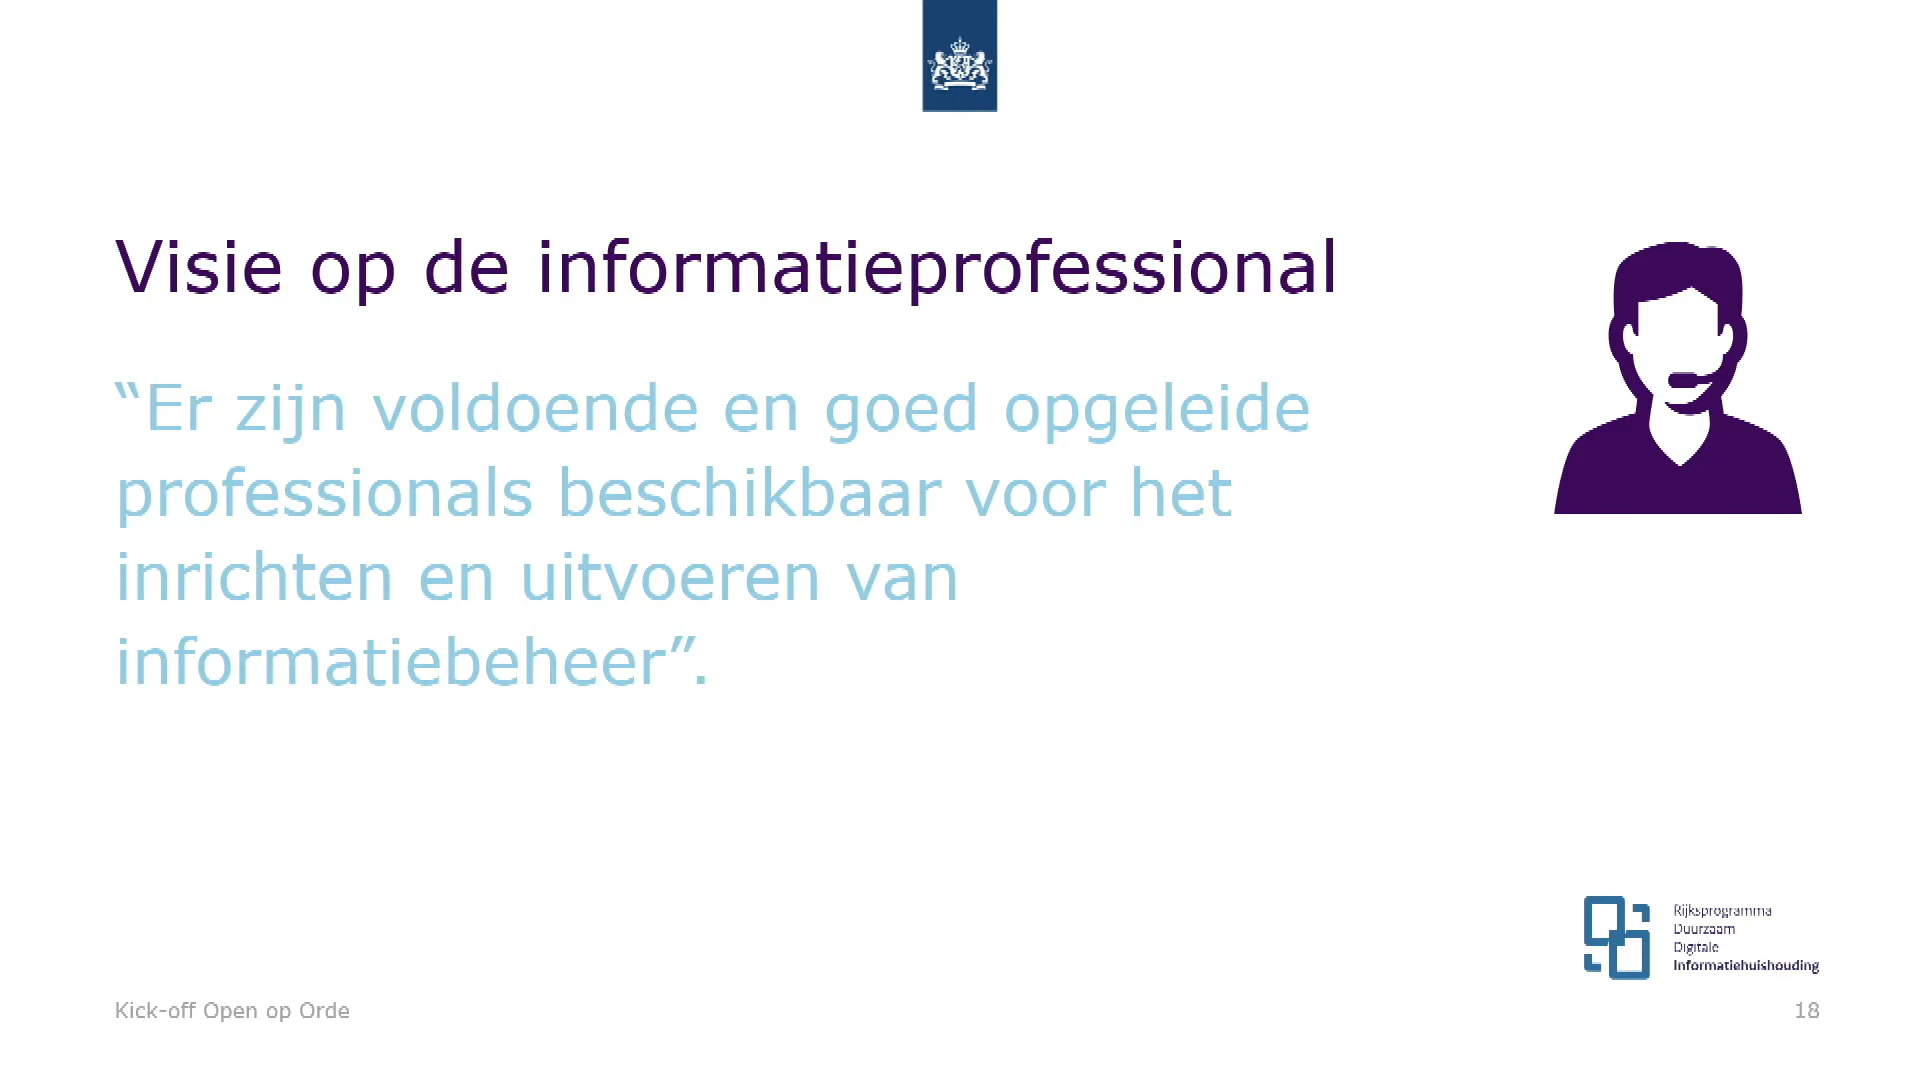 Visie op de informatieprofessional
“Er zijn voldoende en goed opgeleide
professionals beschikbaar voor het
inrichten en uitvoeren van
informatiebeheer”.
Rijksprogramma
Duurzaam
Digitale
Informatiehuishouding
Kick-off Open op Orde
18